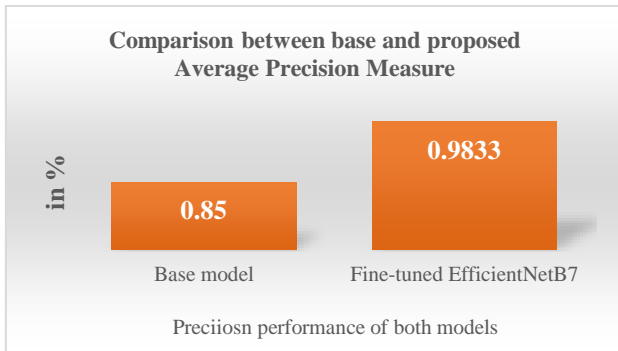 Comparison between base and proposed
Average Precision Measure
in %
0.85
0.9833
Base model
Fine-tuned EfficientNetB7
Preciiosn performance of both models